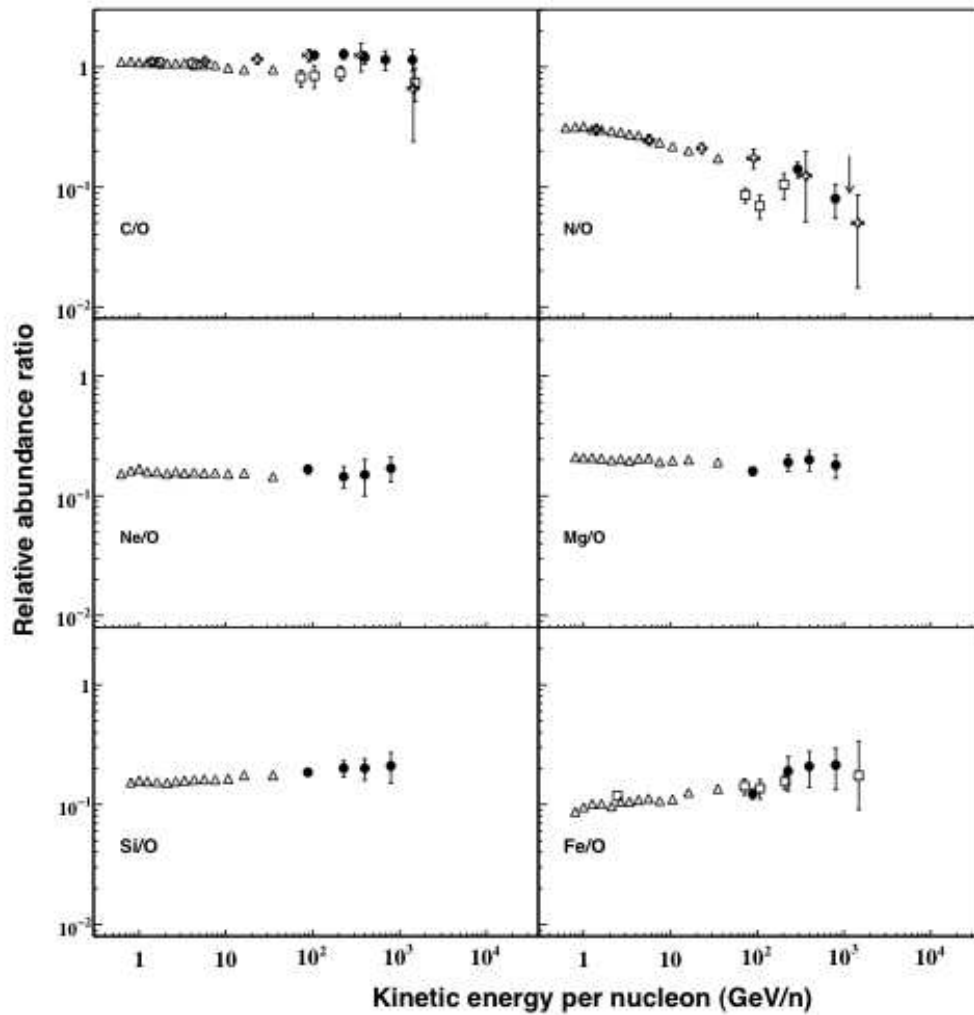 1
10⁻¹
10⁻²
C/O
N/O
1
10⁻¹
10⁻²
Ne/O
Mg/O
1
10⁻¹
10⁻²
Si/O
Fe/O
1 10 10² 10³ 10⁴
1 10 10² 10³ 10⁴
Relative abundance ratio
Kinetic energy per nucleon (GeV/n)